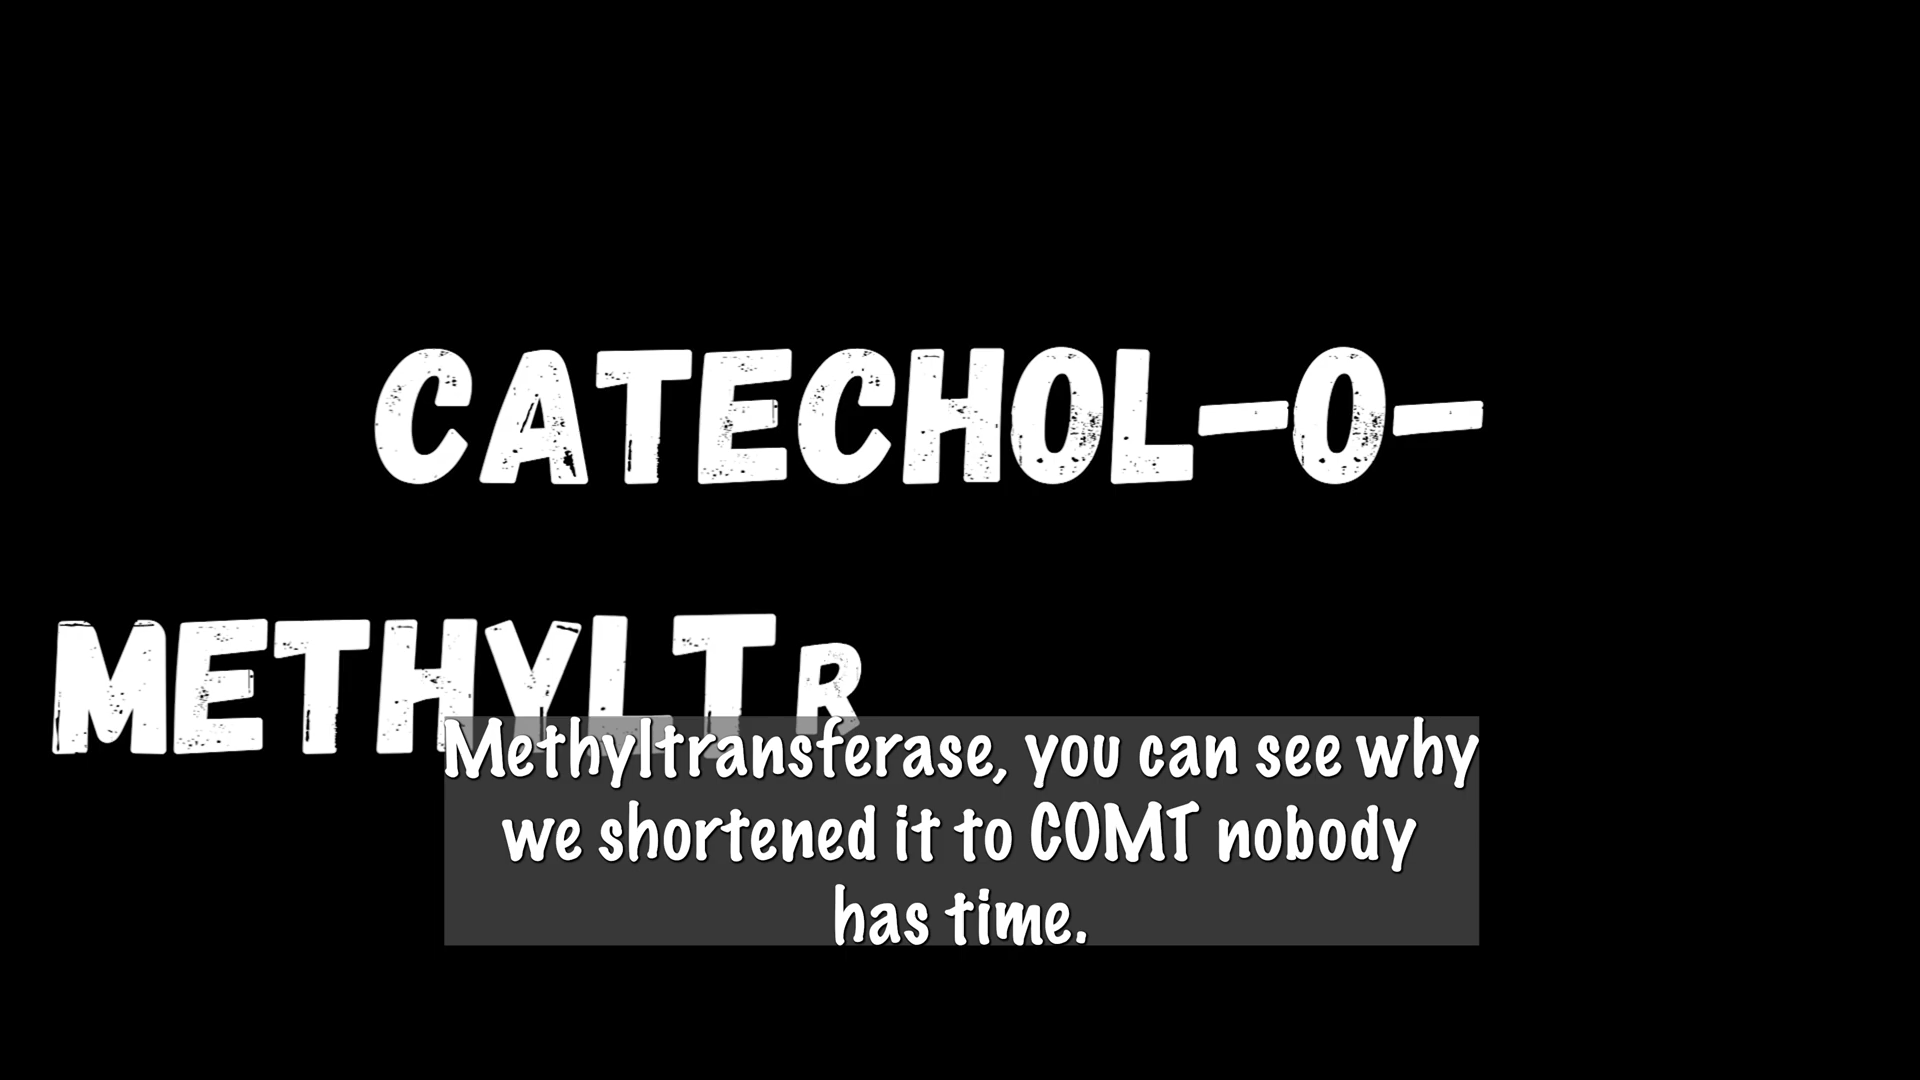 CATECHOL-O-
METHYLTR
Methyltransferase, you can see why
we shortened it to COMT nobody
has time.